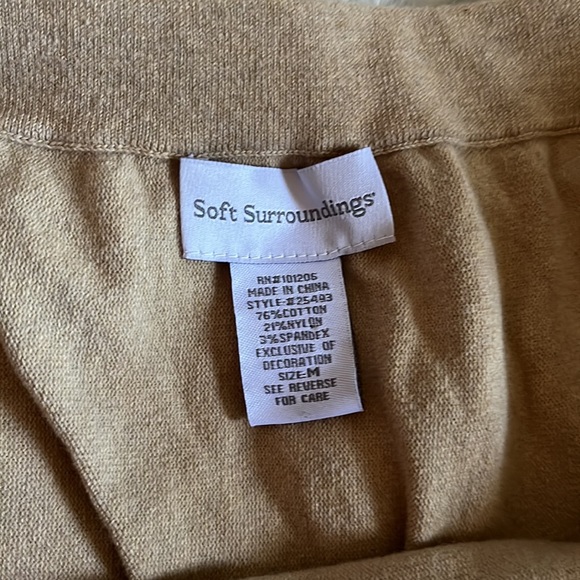 Soft Surroundings®
RN#101206
MADE IN CHINA
STYLE#25493
76%COTTON
21%NYLON
3%SPANDEX
EXCLUSIVE OF
DECORATION
SIZE:M
SEE REVERSE
FOR CARE